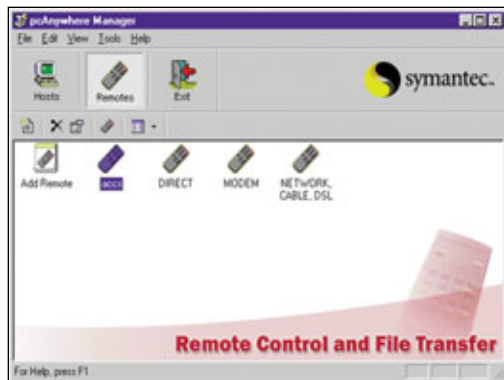 pcAnywhere Manager
File Edit View Tools Help
Hosts Remotes Exit
symantec™
Add Remote accs DIRECT MODEM NETWORK,
CABLE, DSL
Remote Control and File Transfer
For Help, press F1